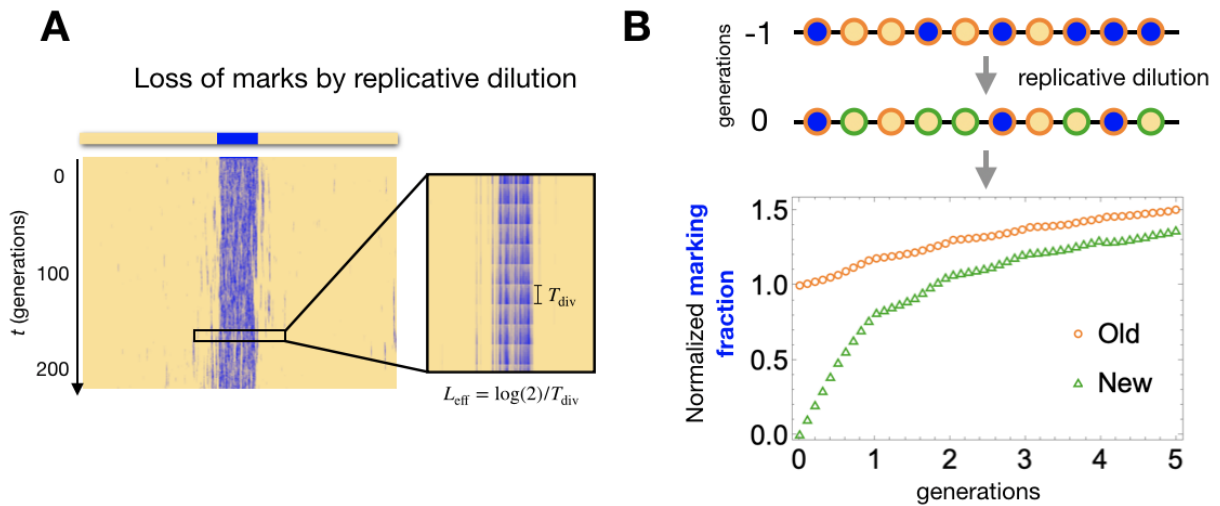 A
Loss of marks by replicative dilution
0
100
200
t (generations)
T_div
L_eff = log(2)/T_div
B
generations
-1
replicative dilution
0
Normalized marking
fraction
1.5
1.0
0.5
0.0
Old
New
0 1 2 3 4 5
generations